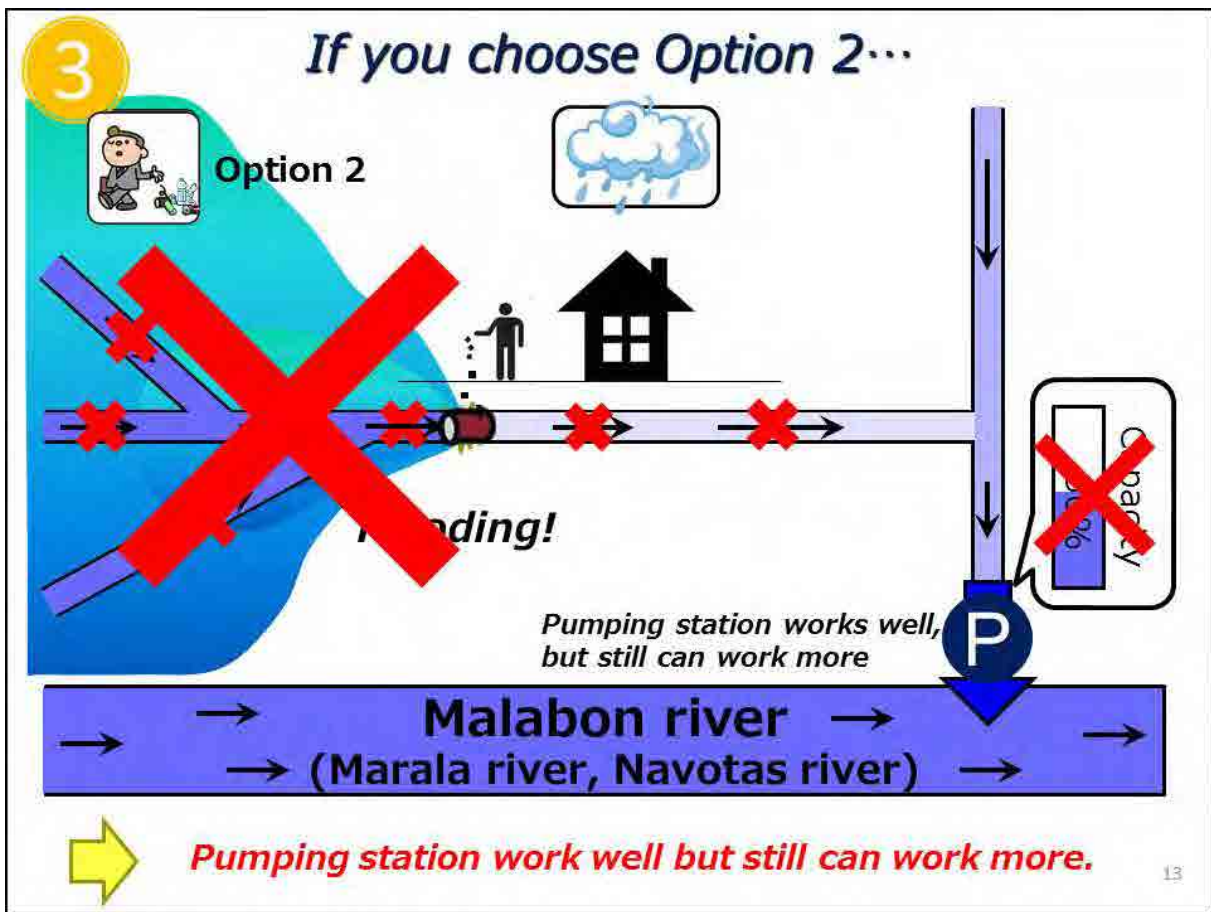 3
If you choose Option 2…
Option 2
Capacity
Pumping station works well,
but still can work more
P
Malabon river
(Marala river, Navotas river)
Pumping station work well but still can work more.
13